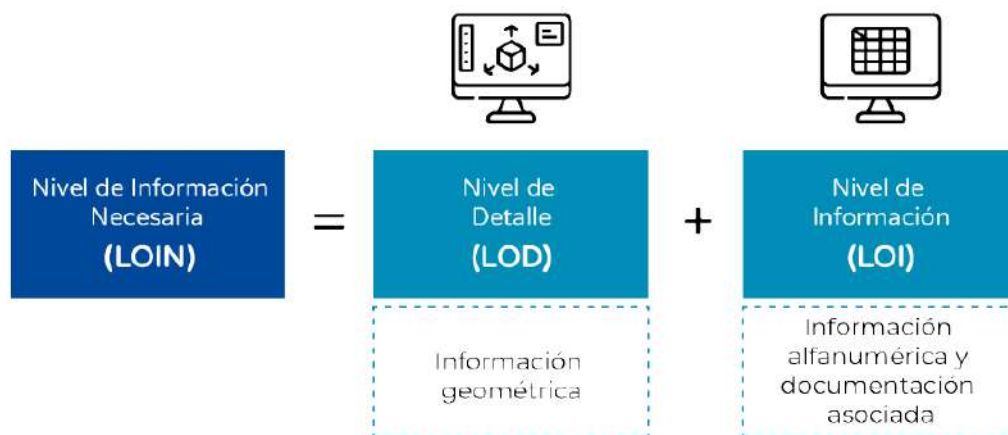 Nivel de Información
Necesaria
(LOIN)
=
Nivel de
Detalle
(LOD)
+
Nivel de
Información
(LOI)
Información
geométrica
Información
alfanumérica y
documentación
asociada